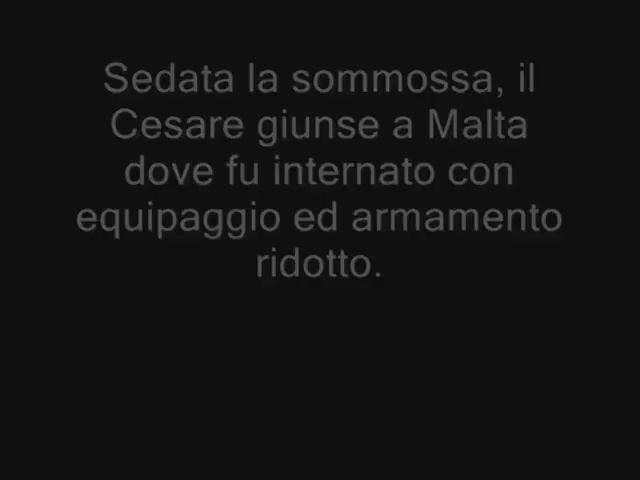 Sedata la sommossa, il
Cesare giunse a Malta
dove fu internato con
equipaggio ed armamento
ridotto.